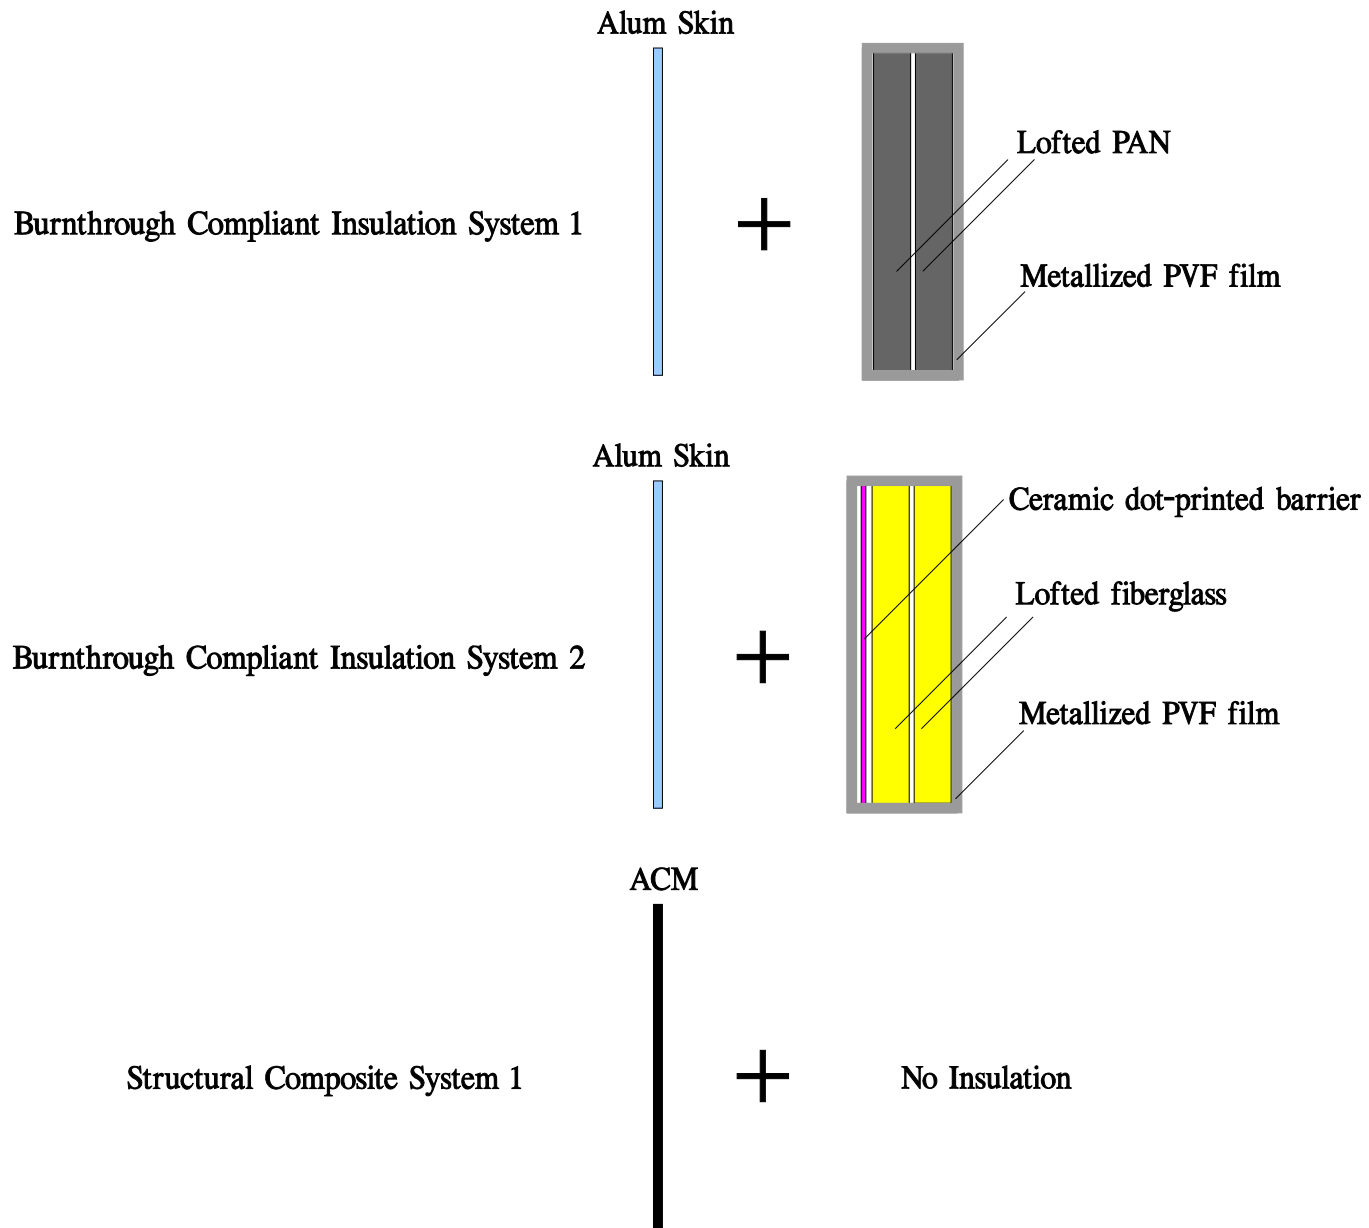 Alum Skin
Lofted PAN
Burnthrough Compliant Insulation System 1
Metallized PVF film
Alum Skin
Ceramic dot-printed barrier
Lofted fiberglass
Burnthrough Compliant Insulation System 2
Metallized PVF film
ACM
Structural Composite System 1
No Insulation